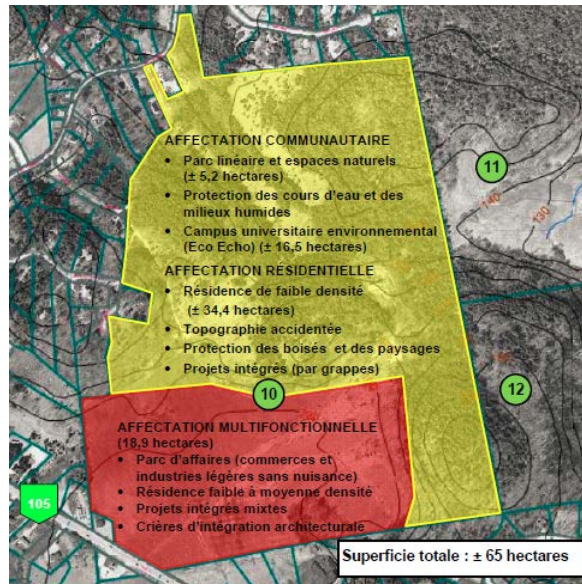 AFFECTATION COMMUNAUTAIRE
• Parc linéaire et espaces naturels
(± 5,2 hectares)
• Protection des cours d'eau et des
milieux humides
• Campus universitaire environnemental
(Eco Echo) (± 16,5 hectares)
AFFECTATION RÉSIDENTIELLE
• Résidence de faible densité
(± 34,4 hectares)
• Topographie accidentée
• Protection des boisés et des paysages
• Projets intégrés (par grappes)
11
140
130
12
10
AFFECTATION MULTIFONCTIONNELLE
(18,9 hectares)
• Parc d'affaires (commerces et
industries légères sans nuisance)
• Résidence faible à moyenne densité
• Projets intégrés mixtes
• Crières d'intégration architecturale
105
Superficie totale : ± 65 hectares